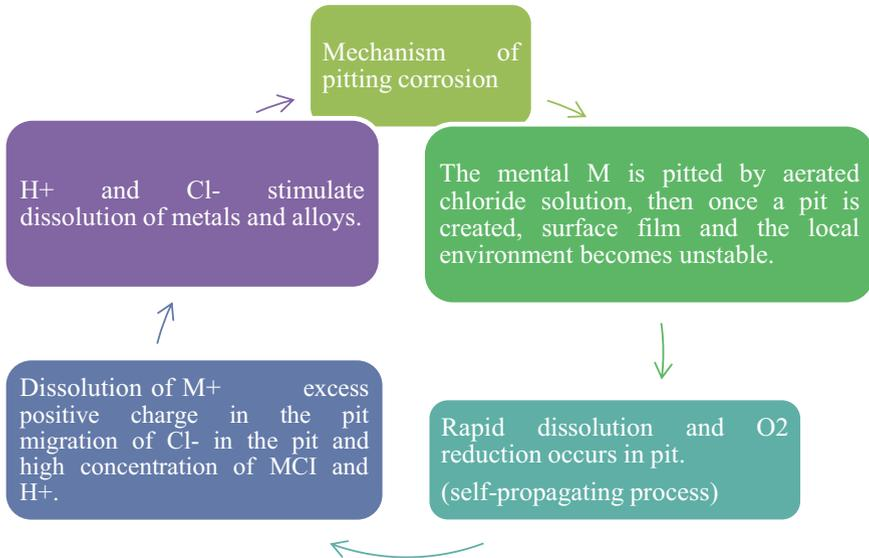 Mechanism of
pitting corrosion
The mental M is pitted by aerated
chloride solution, then once a pit is
created, surface film and the local
environment becomes unstable.
Rapid dissolution and O2
reduction occurs in pit.
(self-propagating process)
Dissolution of M+ excess
positive charge in the pit
migration of Cl- in the pit and
high concentration of MCI and
H+.
H+ and Cl- stimulate
dissolution of metals and alloys.